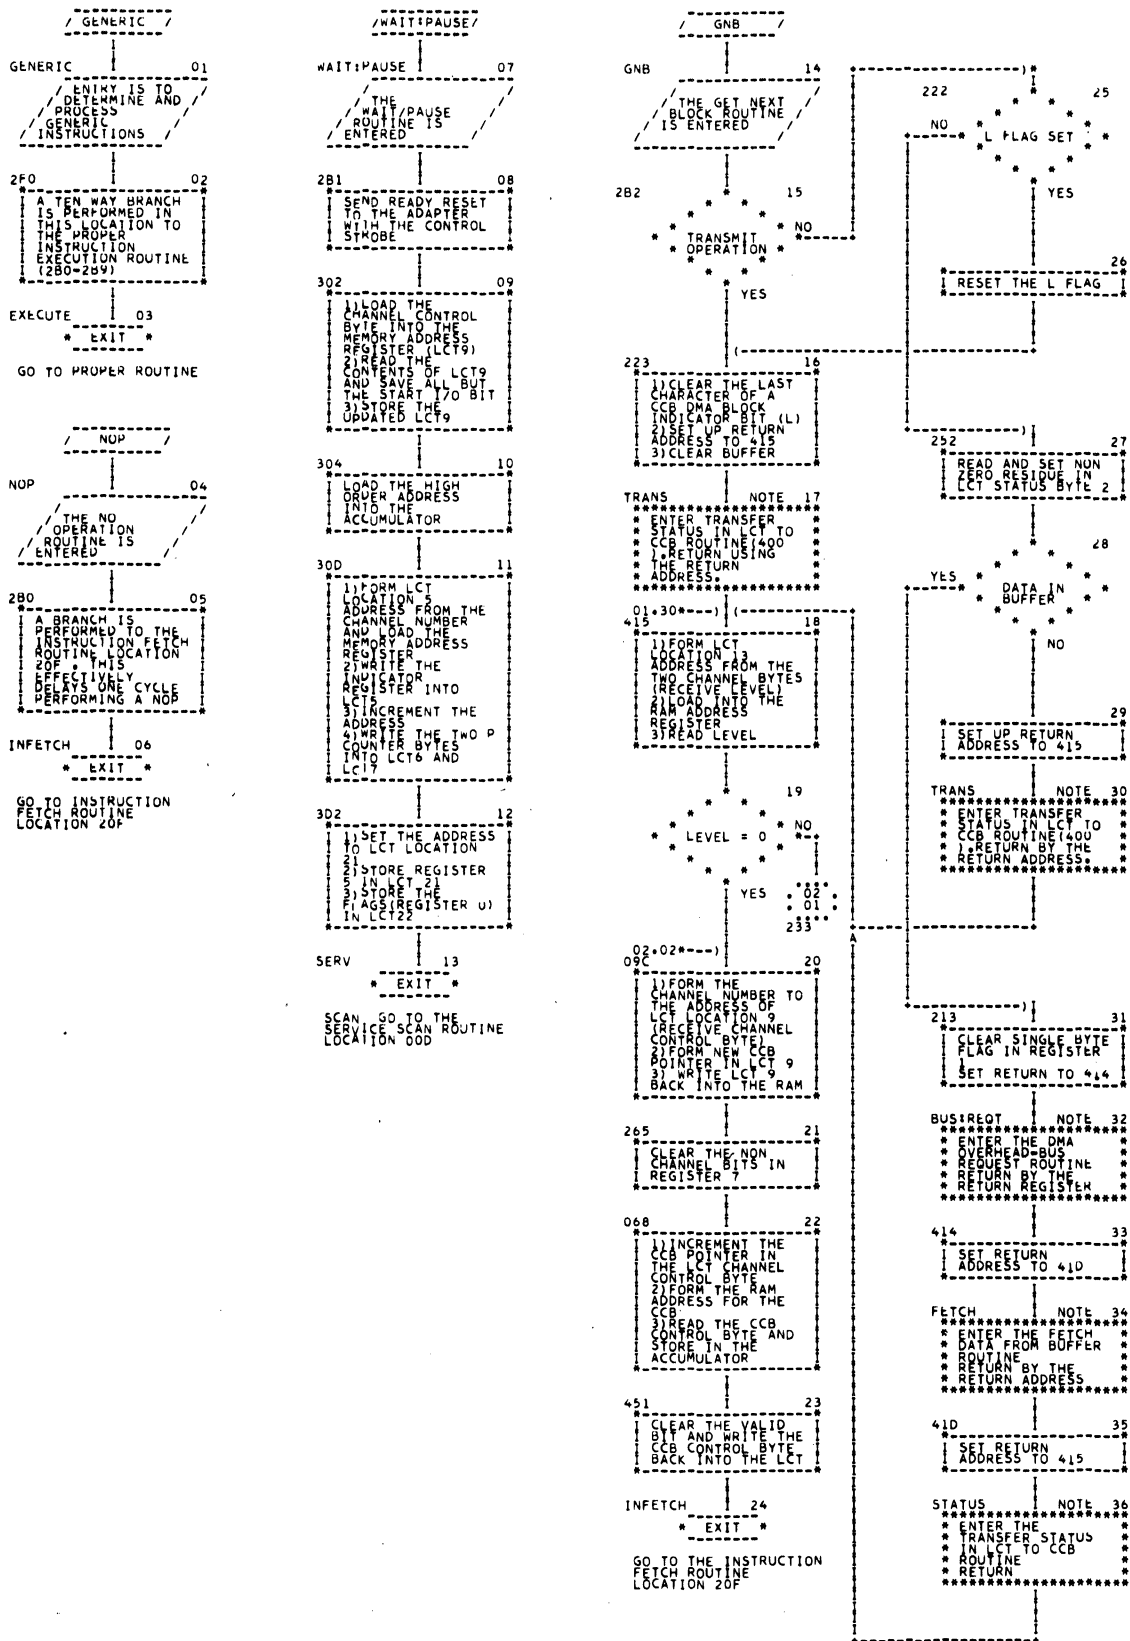 / GENERIC /
GENERIC 01
ENTRY IS TO
DETERMINE AND
PROCESS
GENERIC
INSTRUCTIONS
2F0 02
A TEN WAY BRANCH
IS PERFORMED IN
THIS LOCATION TO
THE PROPER
INSTRUCTION
EXECUTION ROUTINE
(2B0-2B9)
EXECUTE 03
* EXIT *
GO TO PROPER ROUTINE
/ NOP /
NOP 04
THE NO
OPERATION
ROUTINE IS
ENTERED
2B0 05
A BRANCH IS
PERFORMED TO THE
INSTRUCTION FETCH
ROUTINE LOCATION
20F . THIS
EFFECTIVELY
DELAYS ONE CYCLE
PERFORMING A NOP
INFETCH 06
* EXIT *
GO TO INSTRUCTION
FETCH ROUTINE
LOCATION 20F
/WAIT:PAUSE/
WAIT:PAUSE 07
THE
WAIT/PAUSE
ROUTINE IS
ENTERED
2B1 08
SEND READY RESET
TO THE ADAPTER
WITH THE CONTROL
STROBE
302 09
1)LOAD THE
CHANNEL CONTROL
BYTE INTO THE
MEMORY ADDRESS
REGISTER (LCT9)
2)READ THE
CONTENTS OF LCT9
AND SAVE ALL BUT
THE START I/O BIT
3)STORE THE
UPDATED LCT9
304 10
LOAD THE HIGH
ORDER ADDRESS
INTO THE
ACCUMULATOR
30D 11
1)FORM LCT
LOCATION 5
ADDRESS FROM THE
CHANNEL NUMBER
AND LOAD THE
MEMORY ADDRESS
REGISTER
2)WRITE THE
INDICATOR
REGISTER INTO
LCT5
3)INCREMENT THE
ADDRESS
4)WRITE THE TWO P
COUNTER BYTES
INTO LCT6 AND
LCT7
3D2 12
1)SET THE ADDRESS
TO LCT LOCATION
21
2)STORE REGISTER
5 IN LCT 21
3)STORE THE
FLAGS(REGISTER 0)
IN LCT22
SERV 13
* EXIT *
SCAN GO TO THE
SERVICE SCAN ROUTINE
LOCATION 00D
/ GNB /
GNB 14
THE GET NEXT
BLOCK ROUTINE
IS ENTERED
2B2 15
TRANSMIT
OPERATION
NO
YES
223 16
1)CLEAR THE LAST
CHARACTER OF A
CCB DMA BLOCK
INDICATOR BIT (L)
2)SET UP RETURN
ADDRESS TO 415
3)CLEAR BUFFER
TRANS NOTE 17
ENTER TRANSFER
STATUS IN LCT TO
CCB ROUTINE(400
).RETURN USING
THE RETURN
ADDRESS.
01.30*---)
415 18
1)FORM LCT
LOCATION 13
ADDRESS FROM THE
TWO CHANNEL BYTES
(RECEIVE LEVEL)
2)LOAD INTO THE
RAM ADDRESS
REGISTER
3)READ LEVEL
19
LEVEL = 0
NO
YES
02
01
233
02.02*---)
09C 20
1)FORM THE
CHANNEL NUMBER TO
THE ADDRESS OF
LCT LOCATION 9
(RECEIVE CHANNEL
CONTROL BYTE)
2)FORM NEW CCB
POINTER IN LCT 9
3) WRITE LCT 9
BACK INTO THE RAM
265 21
CLEAR THE NON
CHANNEL BITS IN
REGISTER 7
068 22
1)INCREMENT THE
CCB POINTER IN
THE LCT CHANNEL
CONTROL BYTE
2)FORM THE RAM
ADDRESS FOR THE
CCB
3)READ THE CCB
CONTROL BYTE AND
STORE IN THE
ACCUMULATOR
451 23
CLEAR THE VALID
BIT AND WRITE THE
CCB CONTROL BYTE
BACK INTO THE LCT
INFETCH 24
* EXIT *
GO TO THE INSTRUCTION
FETCH ROUTINE
LOCATION 20F
222 25
L FLAG SET
NO
YES
26
RESET THE L FLAG
252 27
READ AND SET NON
ZERO RESIDUE IN
LCT STATUS BYTE 2
28
DATA IN
BUFFER
YES
NO
29
SET UP RETURN
ADDRESS TO 415
TRANS NOTE 30
ENTER TRANSFER
STATUS IN LCT TO
CCB ROUTINE(400
).RETURN BY THE
RETURN ADDRESS.
A
213 31
CLEAR SINGLE BYTE
FLAG IN REGISTER
1
SET RETURN TO 414
BUS:REQT NOTE 32
ENTER THE DMA
OVERHEAD-BUS
REQUEST ROUTINE
RETURN BY THE
RETURN REGISTER
414 33
SET RETURN
ADDRESS TO 41D
FETCH NOTE 34
ENTER THE FETCH
DATA FROM BUFFER
ROUTINE
RETURN BY THE
RETURN ADDRESS
41D 35
SET RETURN
ADDRESS TO 415
STATUS NOTE 36
ENTER THE
TRANSFER STATUS
IN LCT TO CCB
ROUTINE
RETURN